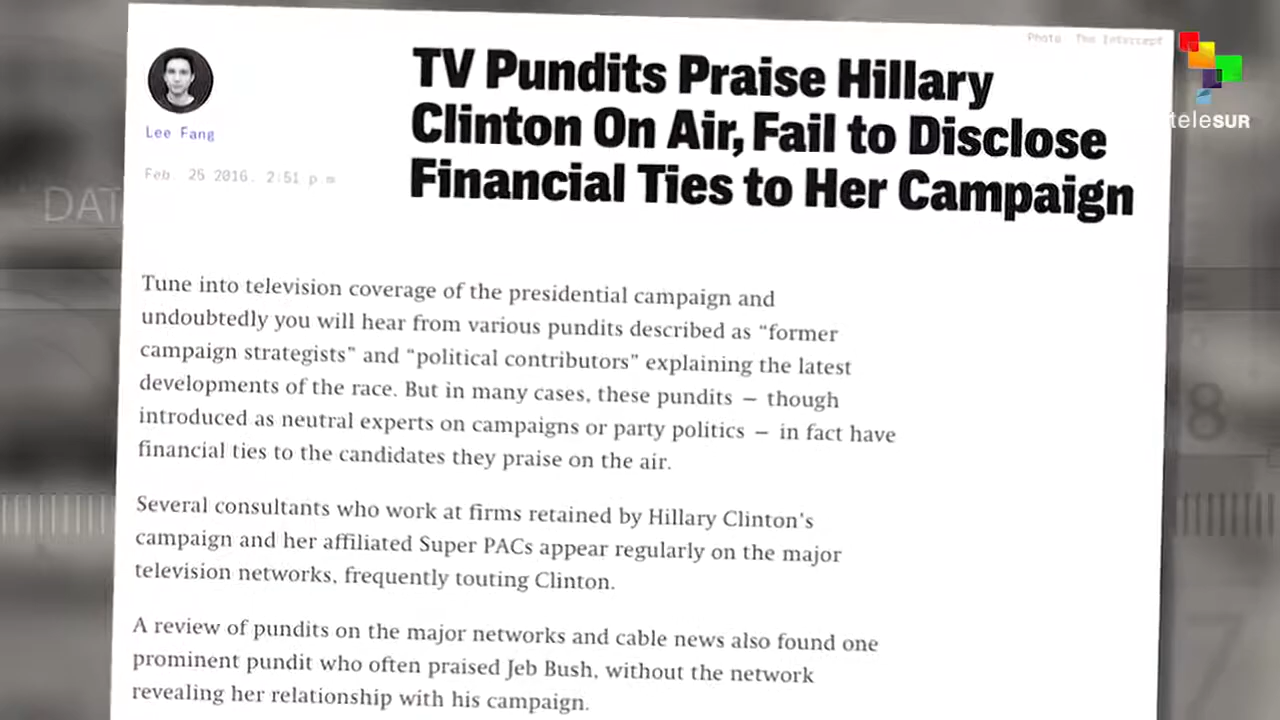 Photo: The Intercept
teleSUR
Lee Fang
Feb. 25 2016, 2:51 p.m.
TV Pundits Praise Hillary
Clinton On Air, Fail to Disclose
Financial Ties to Her Campaign
DAT
Tune into television coverage of the presidential campaign and
undoubtedly you will hear from various pundits described as “former
campaign strategists” and “political contributors” explaining the latest
developments of the race. But in many cases, these pundits — though
introduced as neutral experts on campaigns or party politics — in fact have
financial ties to the candidates they praise on the air.
Several consultants who work at firms retained by Hillary Clinton's
campaign and her affiliated Super PACs appear regularly on the major
television networks, frequently touting Clinton.
A review of pundits on the major networks and cable news also found one
prominent pundit who often praised Jeb Bush, without the network
revealing her relationship with his campaign.
8
7